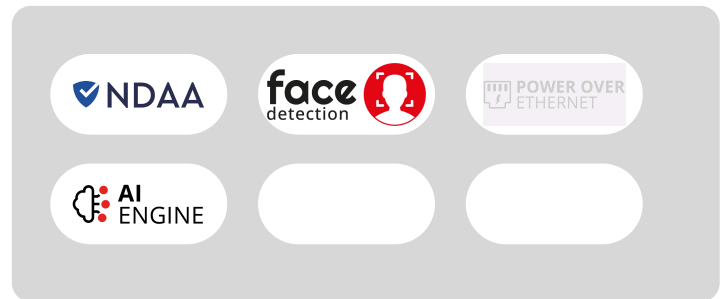 NDAA
face
detection
POWER OVER
ETHERNET
AI
ENGINE